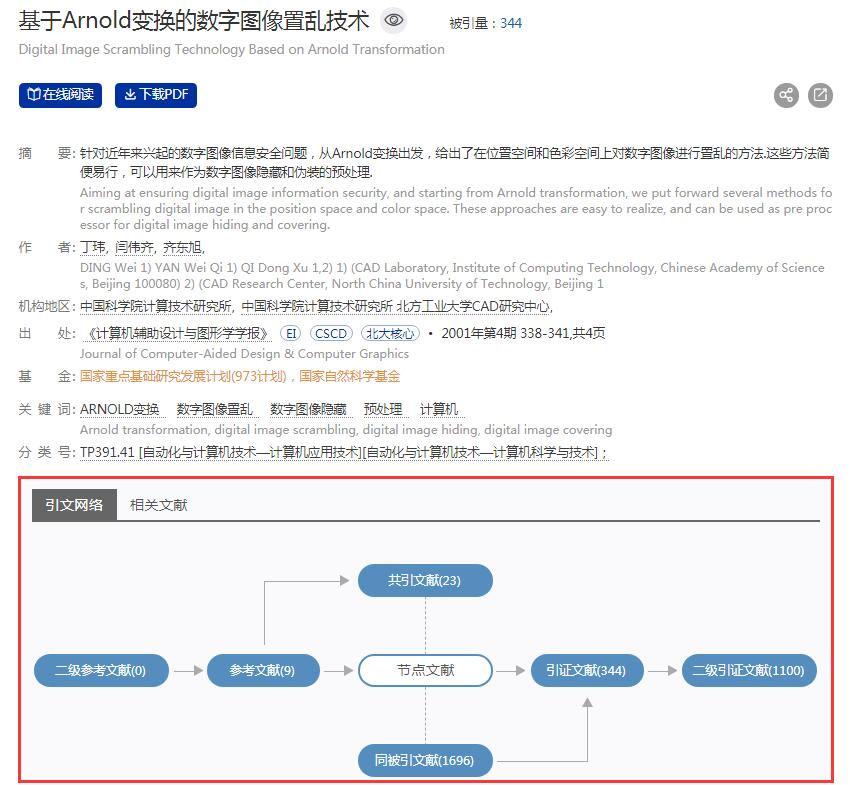 基于Arnold变换的数字图像置乱技术 被引量：344
Digital Image Scrambling Technology Based on Arnold Transformation
在线阅读 下载PDF
摘 要：针对近年来兴起的数字图像信息安全问题，从Arnold变换出发，给出了在位置空间和色彩空间上对数字图像进行置乱的方法.这些方法简
便易行，可以用来作为数字图像隐藏和伪装的预处理.
Aiming at ensuring digital image information security, and starting from Arnold transformation, we put forward several methods fo
r scrambling digital image in the position space and color space. These approaches are easy to realize, and can be used as pre proc
essor for digital image hiding and covering.
作 者：丁玮，闫伟齐，齐东旭，
DING Wei 1) YAN Wei Qi 1) QI Dong Xu 1,2) 1) (CAD Laboratory, Institute of Computing Technology, Chinese Academy of Science
s, Beijing 100080) 2) (CAD Research Center, North China University of Technology, Beijing 1
机构地区：中国科学院计算技术研究所，中国科学院计算技术研究所 北方工业大学CAD研究中心，
出 处：《计算机辅助设计与图形学学报》 EI CSCD 北大核心 • 2001年第4期 338-341,共4页
Journal of Computer-Aided Design & Computer Graphics
基 金：国家重点基础研究发展计划(973计划)，国家自然科学基金
关 键 词：ARNOLD变换 数字图像置乱 数字图像隐藏 预处理 计算机
Arnold transformation, digital image scrambling, digital image hiding, digital image covering
分 类 号：TP391.41 [自动化与计算机技术—计算机应用技术][自动化与计算机技术—计算机科学与技术]；
引文网络 相关文献
共引文献(23)
二级参考文献(0) 参考文献(9) 节点文献 引证文献(344) 二级引证文献(1100)
同被引文献(1696)